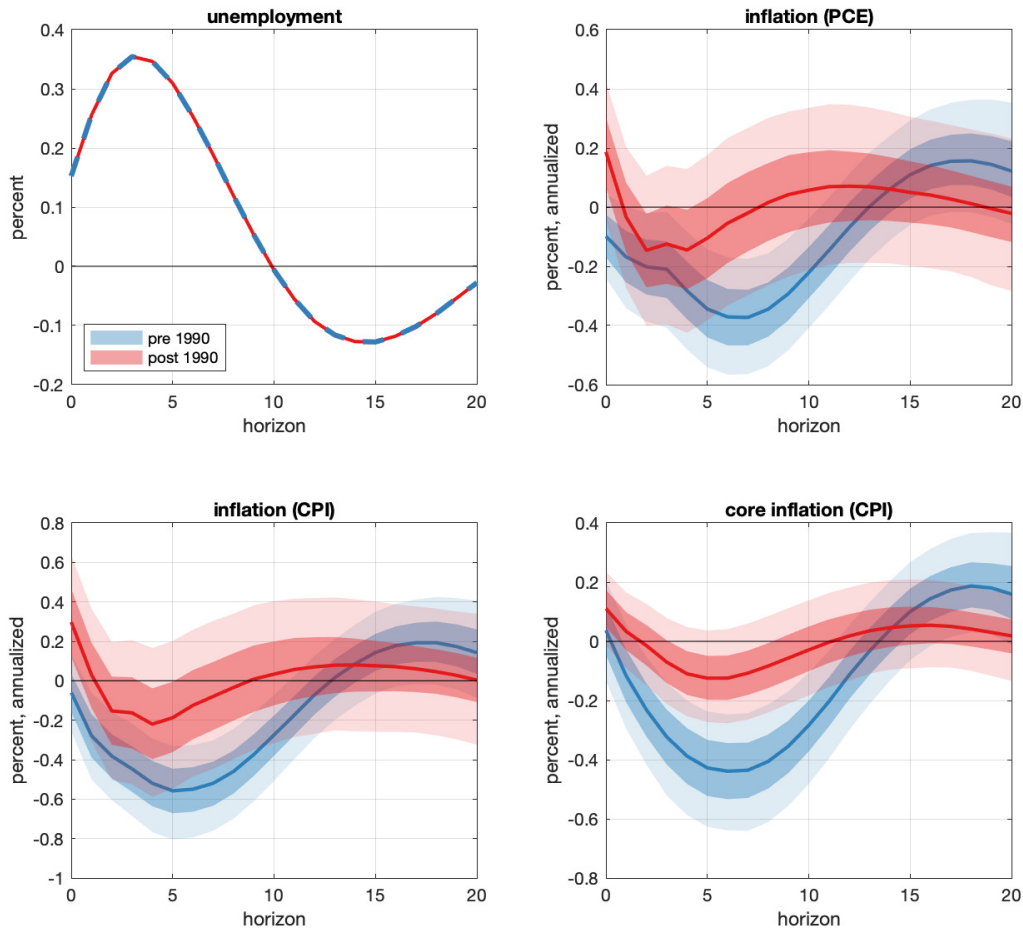 unemployment
0.4
0.3
0.2
0.1
0
-0.1
-0.2
percent
pre 1990
post 1990
0 5 10 15 20
horizon
inflation (PCE)
0.6
0.4
0.2
0
-0.2
-0.4
-0.6
percent, annualized
0 5 10 15 20
horizon
inflation (CPI)
0.8
0.6
0.4
0.2
0
-0.2
-0.4
-0.6
-0.8
-1
percent, annualized
0 5 10 15 20
horizon
core inflation (CPI)
0.4
0.2
0
-0.2
-0.4
-0.6
-0.8
percent, annualized
0 5 10 15 20
horizon